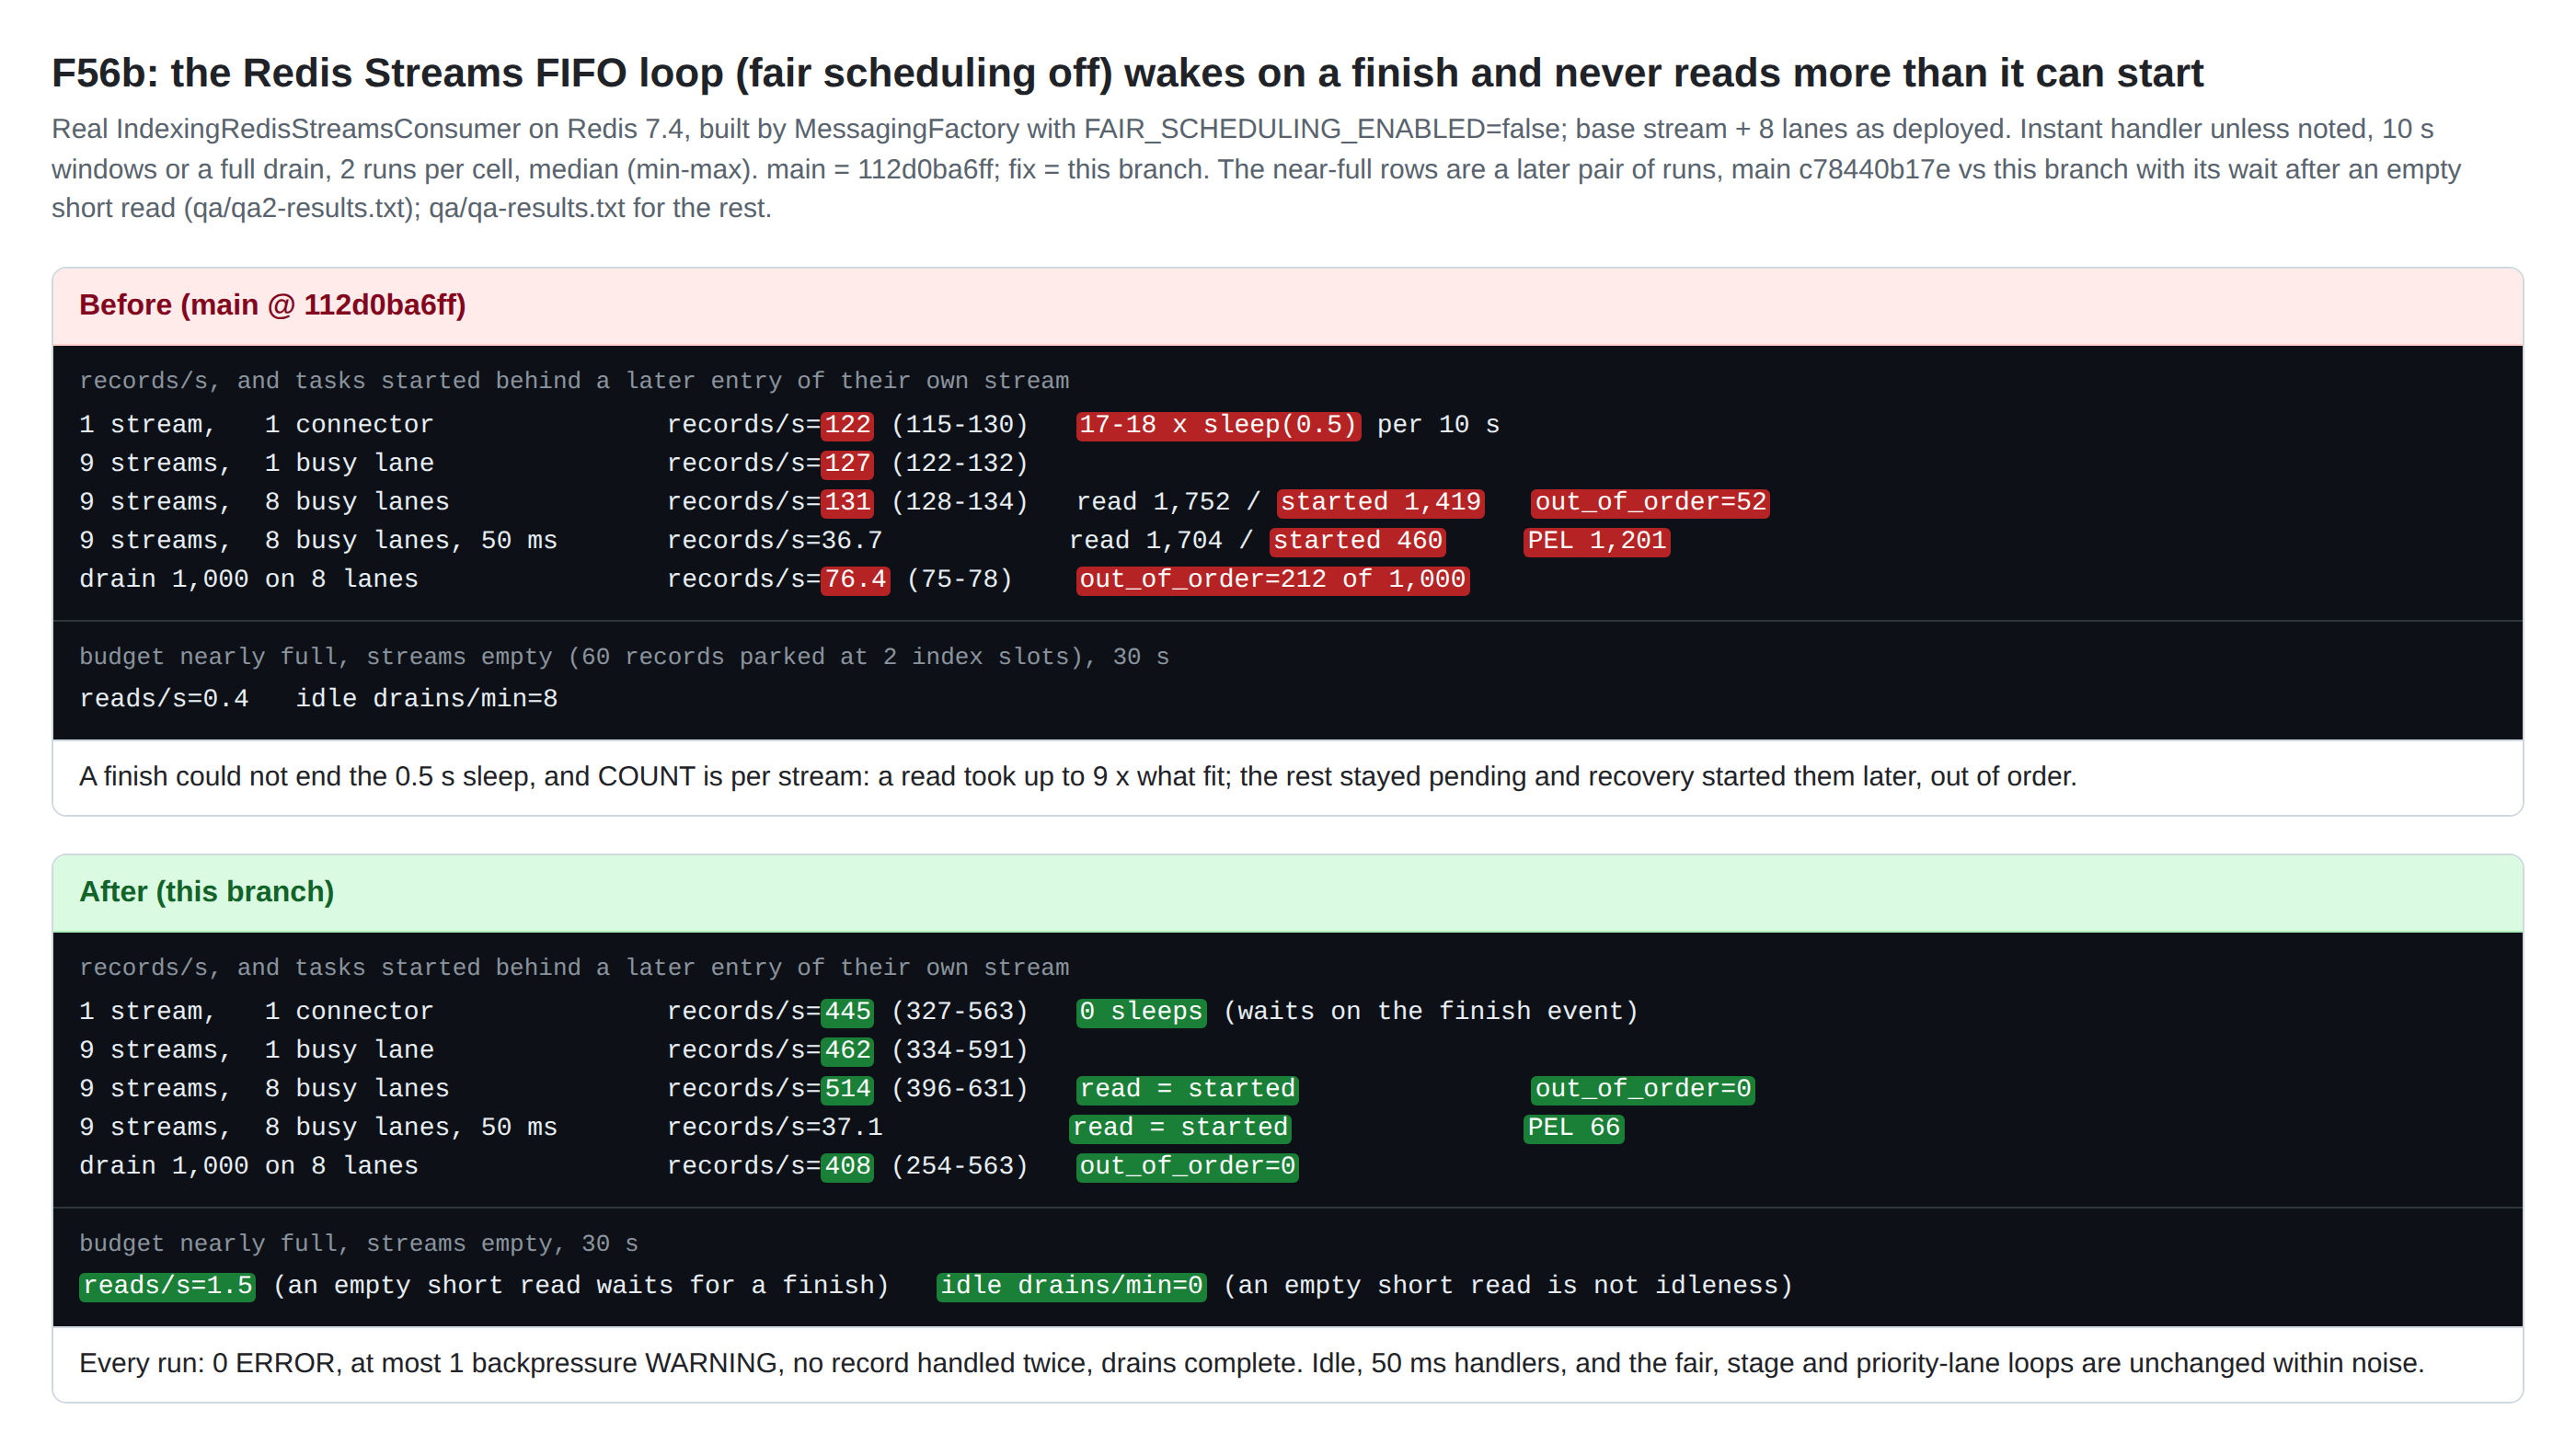 F56b: the Redis Streams FIFO loop (fair scheduling off) wakes on a finish and never reads more than it can start
Real IndexingRedisStreamsConsumer on Redis 7.4, built by MessagingFactory with FAIR_SCHEDULING_ENABLED=false; base stream + 8 lanes as deployed. Instant handler unless noted, 10 s
windows or a full drain, 2 runs per cell, median (min-max). main = 112d0ba6ff; fix = this branch. The near-full rows are a later pair of runs, main c78440b17e vs this branch with its wait after an empty
short read (qa/qa2-results.txt); qa/qa-results.txt for the rest.
Before (main @ 112d0ba6ff)
records/s, and tasks started behind a later entry of their own stream
1 stream,   1 connector   records/s=122 (115-130)   17-18 x sleep(0.5) per 10 s
9 streams,  1 busy lane   records/s=127 (122-132)
9 streams,  8 busy lanes   records/s=131 (128-134)   read 1,752 / started 1,419   out_of_order=52
9 streams,  8 busy lanes, 50 ms   records/s=36.7   read 1,704 / started 460   PEL 1,201
drain 1,000 on 8 lanes   records/s=76.4 (75-78)   out_of_order=212 of 1,000
budget nearly full, streams empty (60 records parked at 2 index slots), 30 s
reads/s=0.4   idle drains/min=8
A finish could not end the 0.5 s sleep, and COUNT is per stream: a read took up to 9 x what fit; the rest stayed pending and recovery started them later, out of order.
After (this branch)
records/s, and tasks started behind a later entry of their own stream
1 stream,   1 connector   records/s=445 (327-563)   0 sleeps (waits on the finish event)
9 streams,  1 busy lane   records/s=462 (334-591)
9 streams,  8 busy lanes   records/s=514 (396-631)   read = started   out_of_order=0
9 streams,  8 busy lanes, 50 ms   records/s=37.1   read = started   PEL 66
drain 1,000 on 8 lanes   records/s=408 (254-563)   out_of_order=0
budget nearly full, streams empty, 30 s
reads/s=1.5 (an empty short read waits for a finish)   idle drains/min=0 (an empty short read is not idleness)
Every run: 0 ERROR, at most 1 backpressure WARNING, no record handled twice, drains complete. Idle, 50 ms handlers, and the fair, stage and priority-lane loops are unchanged within noise.